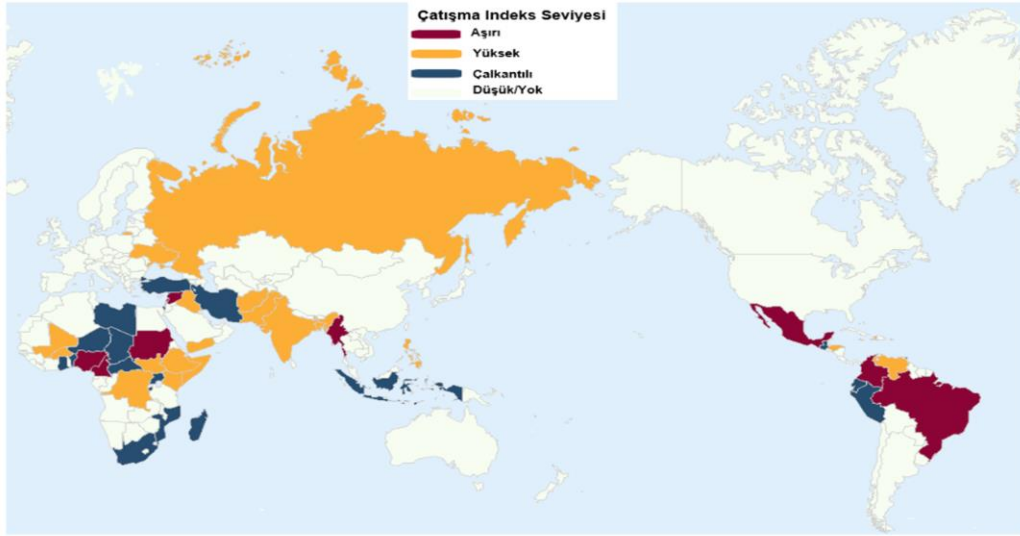 Çatışma Indeks Seviyesi
Aşırı
Yüksek
Çalkantılı
Düşük/Yok